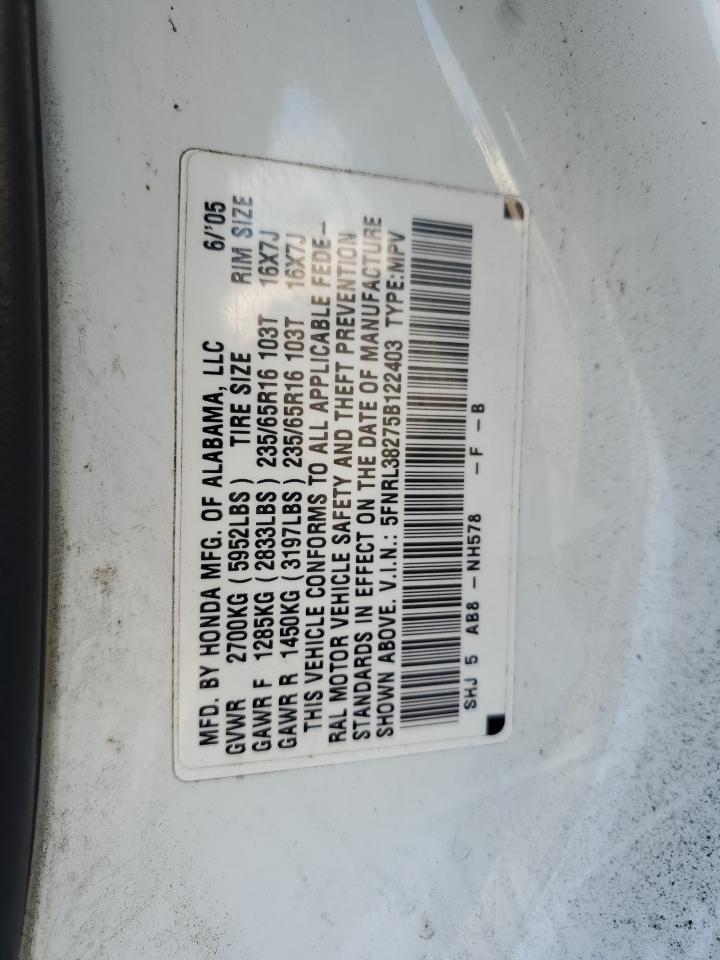 MFD. BY HONDA MFG. OF ALABAMA, LLC 6/'05
GVWR 2700KG (5952LBS) TIRE SIZE RIM SIZE
GAWR F 1285KG (2833LBS) 235/65R16 103T 16X7J
GAWR R 1450KG (3197LBS) 235/65R16 103T 16X7J
THIS VEHICLE CONFORMS TO ALL APPLICABLE FEDE-
RAL MOTOR VEHICLE SAFETY AND THEFT PREVENTION
STANDARDS IN EFFECT ON THE DATE OF MANUFACTURE
SHOWN ABOVE. V.I.N.: 5FNRL38275B122403 TYPE:MPV
SHJ 5 AB8 -NH578 -F -B